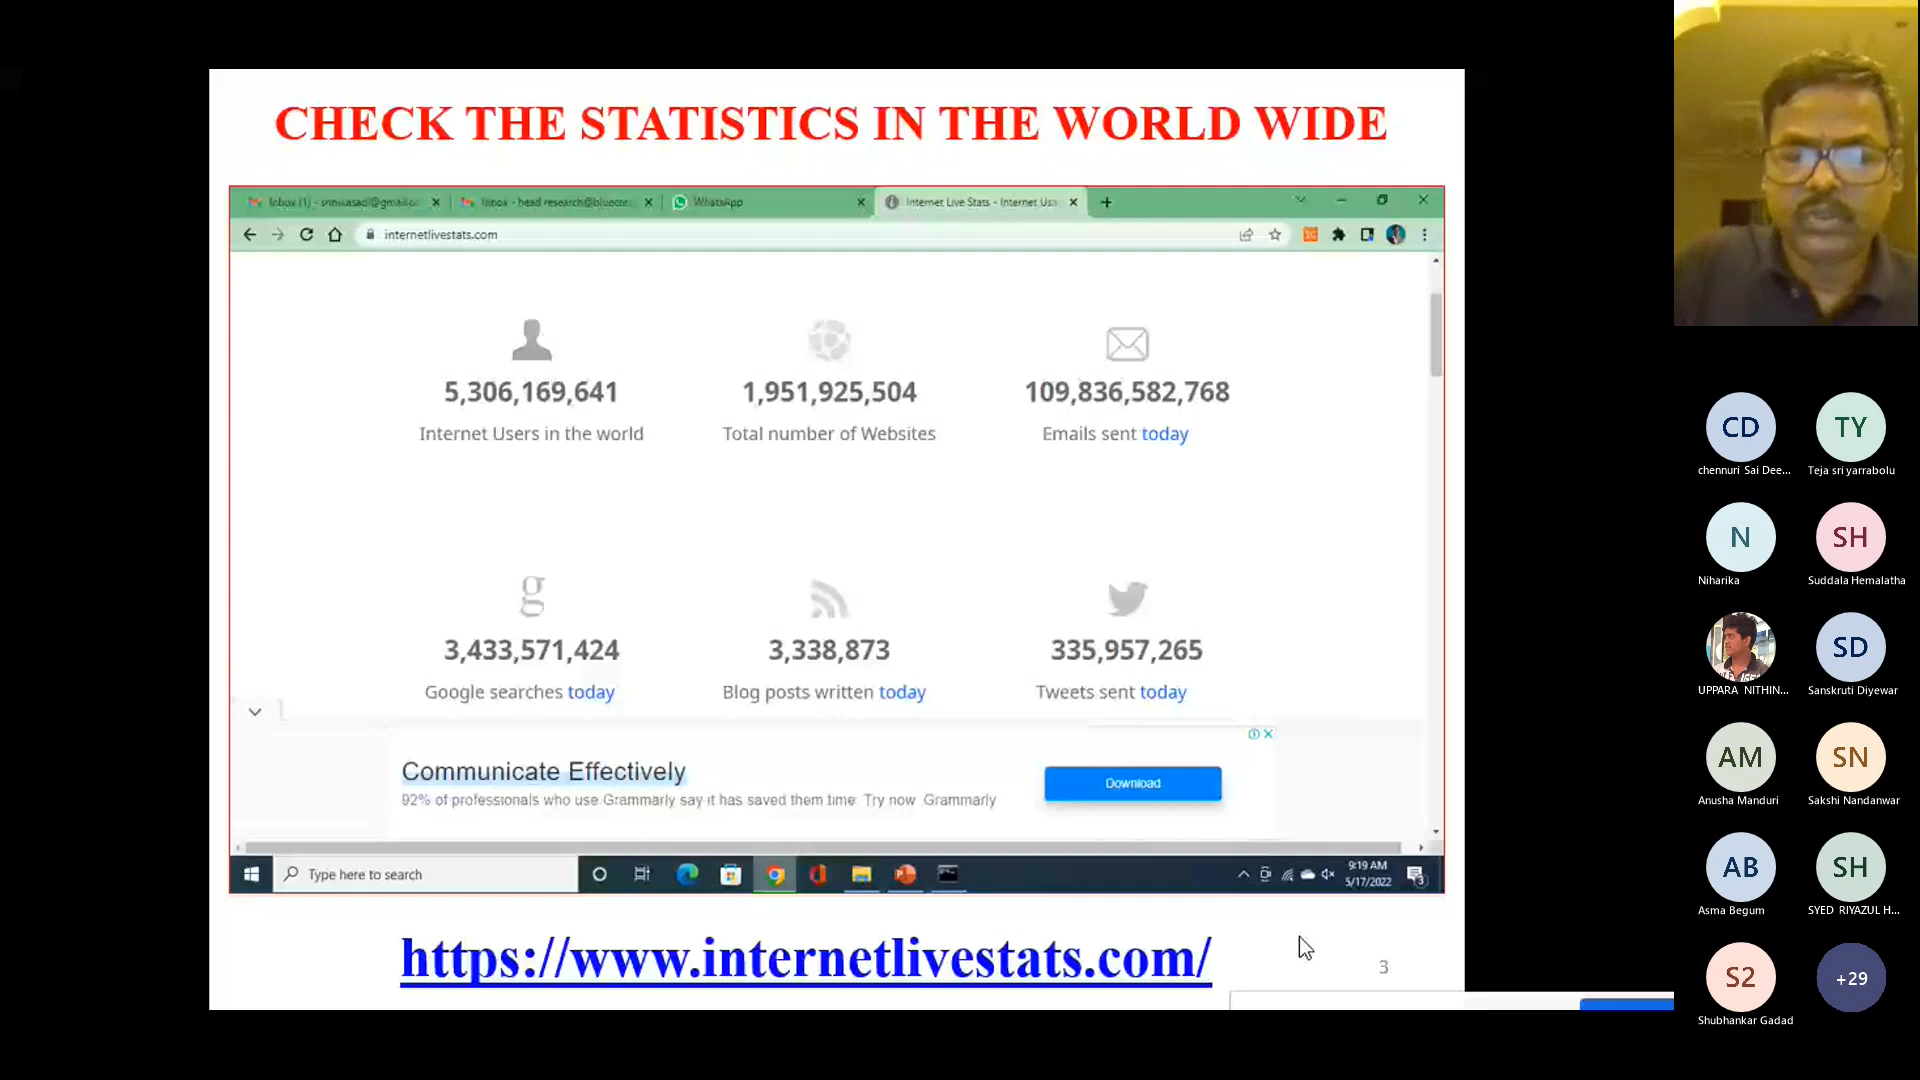 CHECK THE STATISTICS IN THE WORLD WIDE
WhatsApp
Internet Live Stats - Internet Us
internetlivestats.com
5,306,169,641
1,951,925,504
109,836,582,768
Internet Users in the world
Total number of Websites
Emails sent today
g
3,433,571,424
3,338,873
335,957,265
Google searches today
Blog posts written today
Tweets sent today
Communicate Effectively
92% of professionals who use Grammarly say it has saved them time. Try now Grammarly
Download
Type here to search
9:19 AM
5/17/2022
3
https://www.internetlivestats.com/
3
CD
TY
chennuri Sai Dee...
Teja sri yarrabolu
N
SH
Niharika
Suddala Hemalatha
SD
UPPARA NITHIN...
Sanskruti Diyewar
AM
SN
Anusha Manduri
Sakshi Nandanwar
AB
SH
Asma Begum
SYED RIYAZUL H...
S2
+29
Shubhankar Gadad